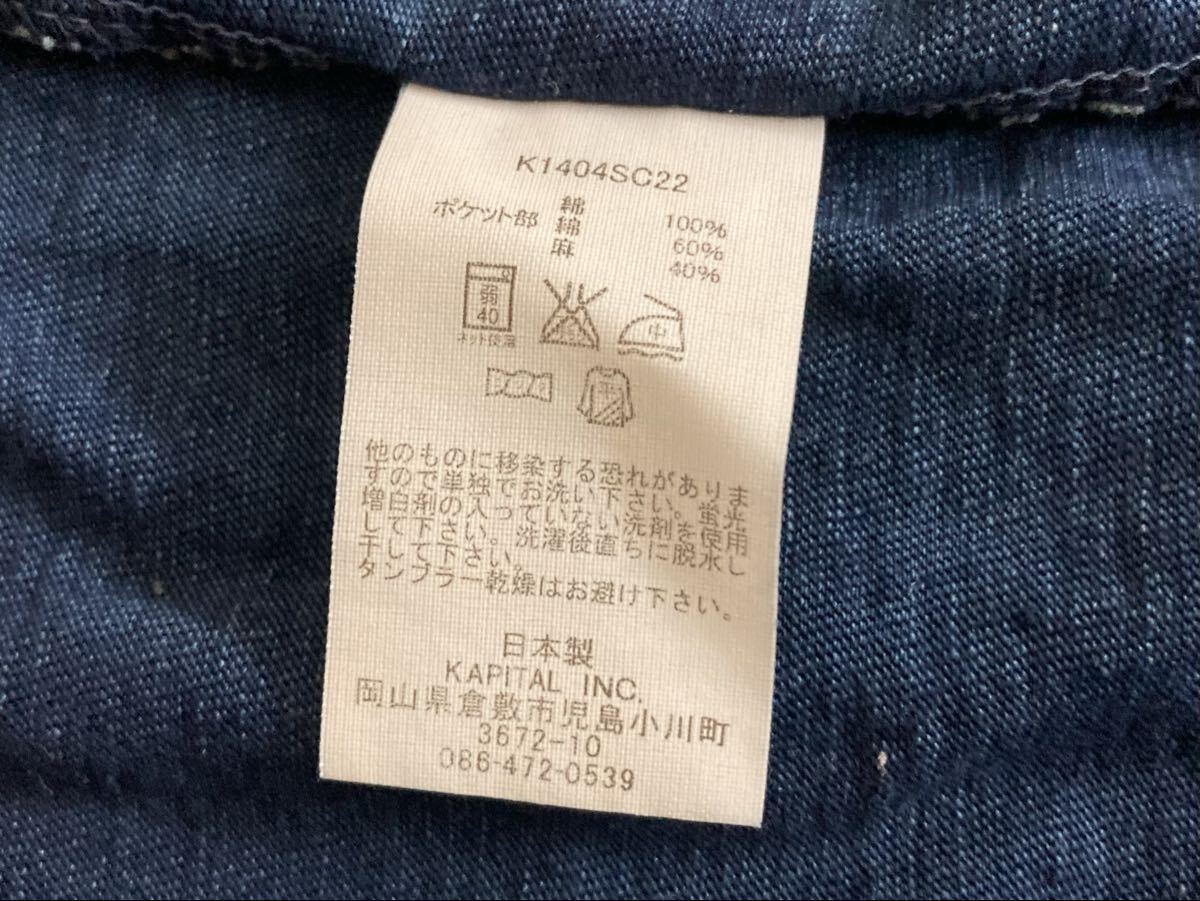 K1404SC22
綿 100%
ポケット部 綿 60%
麻 40%
弱
40
中
ネット使用
他のものに移染する恐れがありま
すので単独でお洗い下さい。蛍光
増白剤の入っていない洗剤を使用
して下さい。洗濯後直ちに脱水し
干して下さい。
タンブラー乾燥はお避け下さい。
日本製
KAPITAL INC.
岡山県倉敷市児島小川町
3672-10
086-472-0539